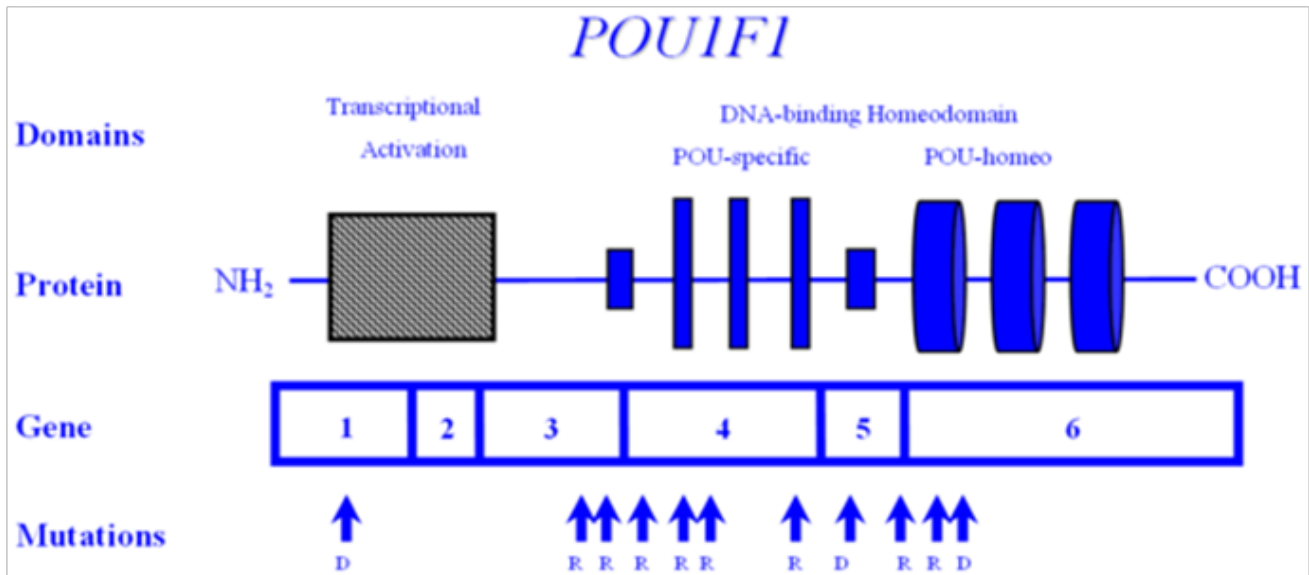 POU1F1
Transcriptional
Activation
DNA-binding Homeodomain
POU-specific
POU-homeo
Domains
Protein
NH2
COOH
Gene
1 2 3 4 5 6
Mutations
D R R R R R R D R R D